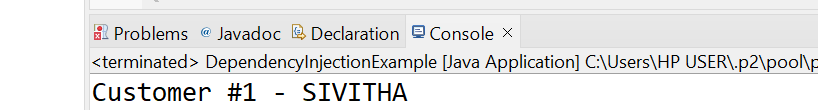 Problems @ Javadoc Declaration Console
<terminated> DependencyInjectionExample [Java Application] C:\Users\HP USER\.p2\pool\p
Customer #1 - SIVITHA